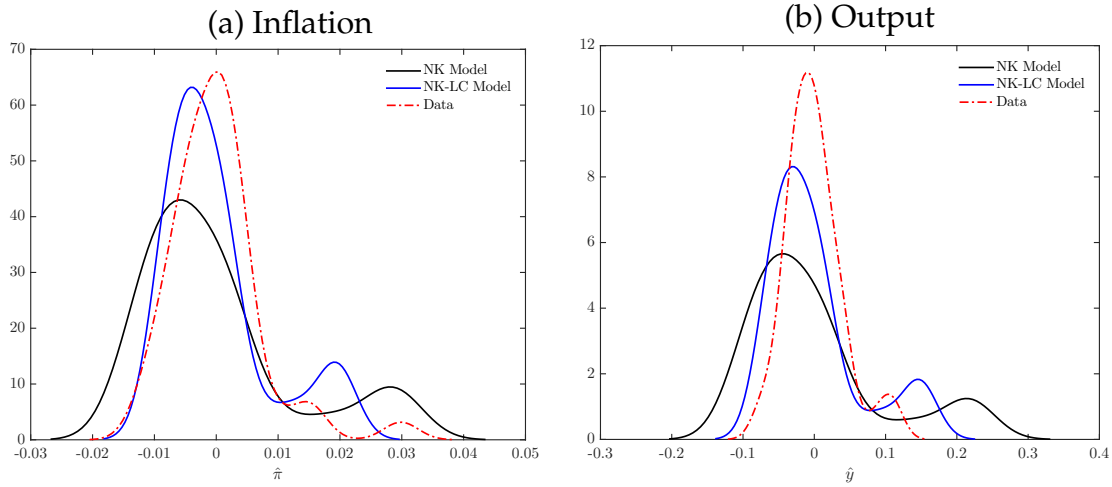 (a) Inflation
70
60
50
40
30
20
10
0
-0.03 -0.02 -0.01 0 0.01 0.02 0.03 0.04 0.05
π̂
NK Model
NK-LC Model
Data
(b) Output
12
10
8
6
4
2
0
-0.3 -0.2 -0.1 0 0.1 0.2 0.3 0.4
ŷ
NK Model
NK-LC Model
Data